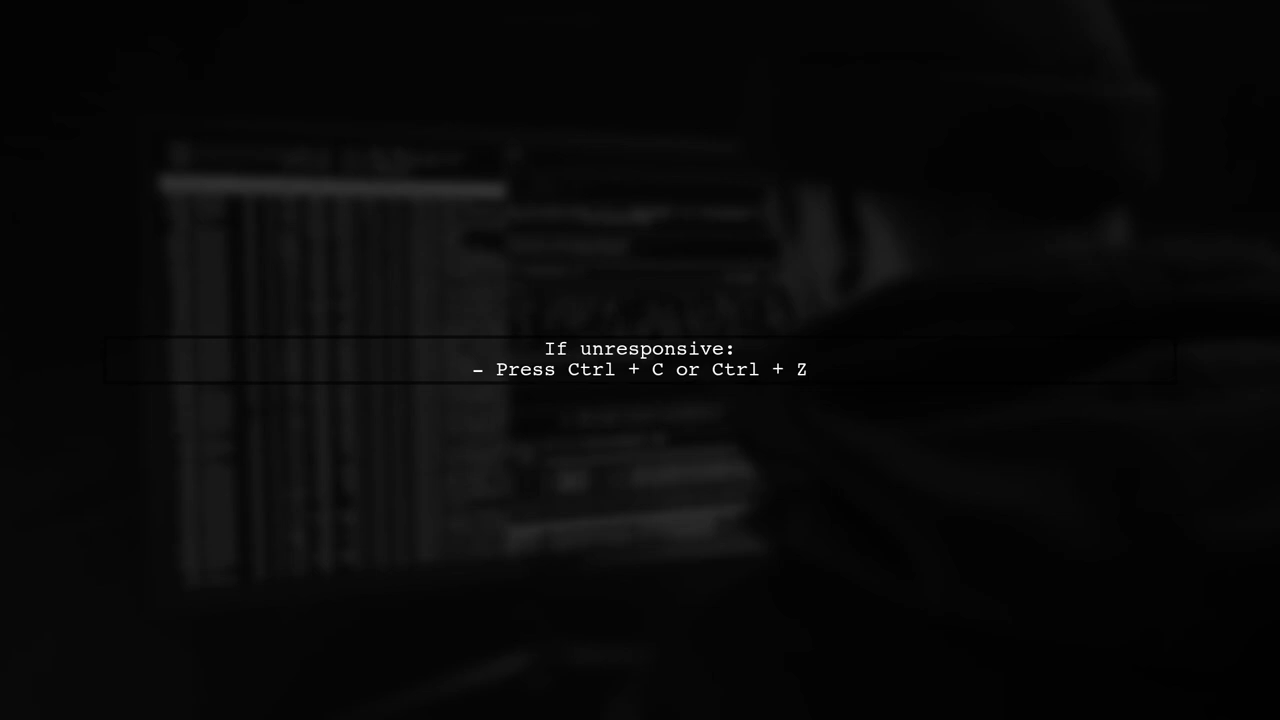 If unresponsive:
- Press Ctrl + C or Ctrl + Z